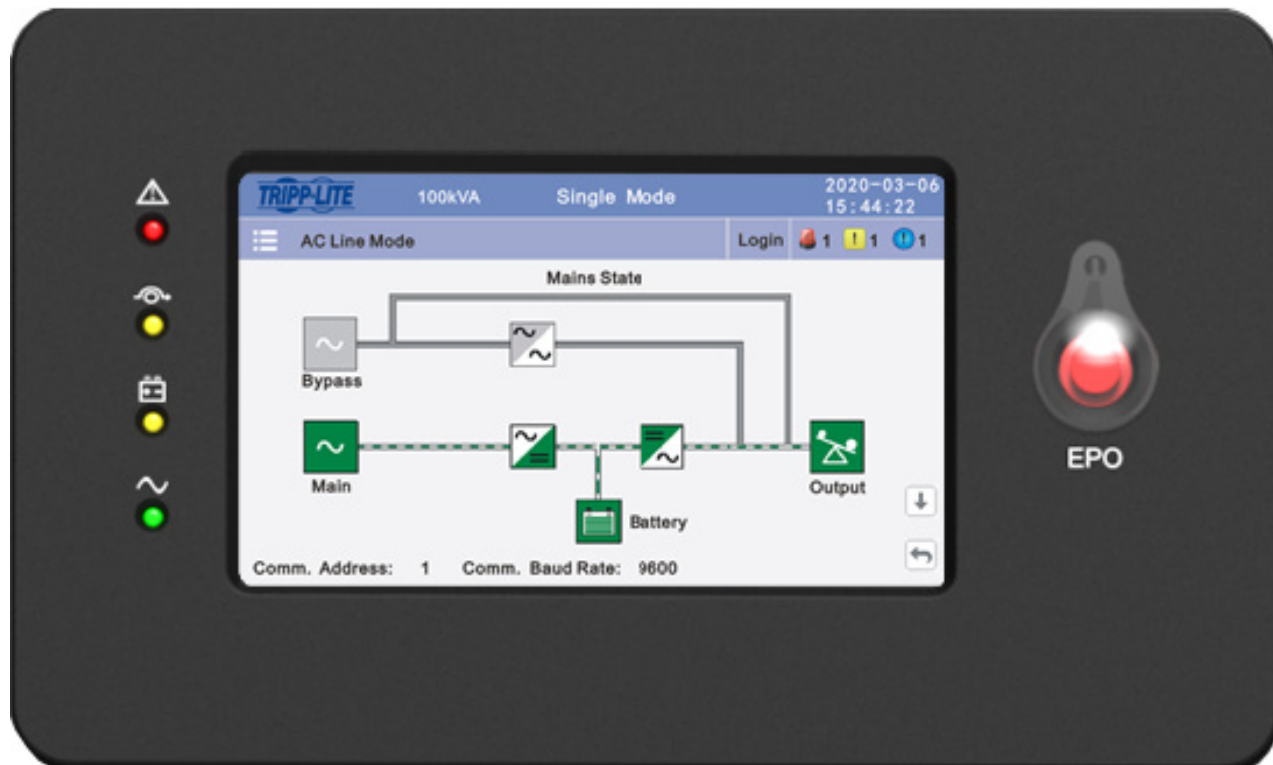 TRIPP-LITE 100kVA Single Mode 2020-03-06
15:44:22
AC Line Mode Login 1 ! 1 ! 1
Mains State
Bypass
Main
Output
Battery
Comm. Address: 1 Comm. Baud Rate: 9600
EPO